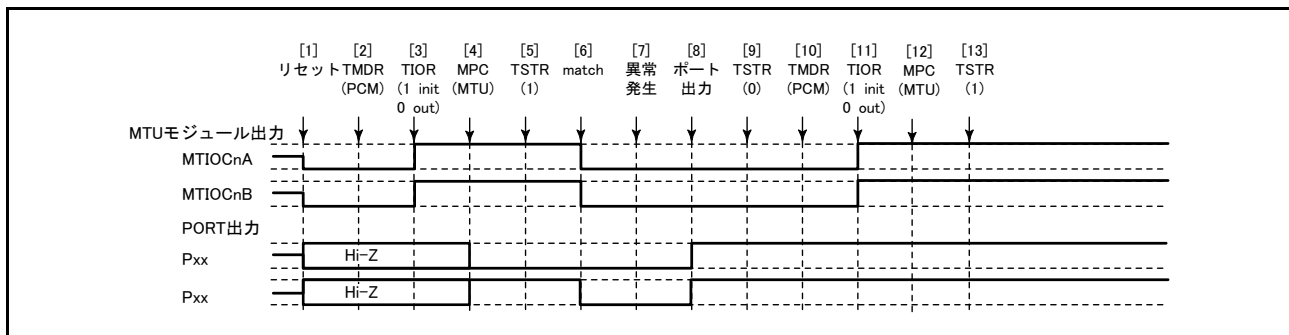 [1] [2] [3] [4] [5] [6] [7] [8] [9] [10] [11] [12] [13]
リセット TMDR TIOR MPC TSTR match 異常 ポート TSTR TMDR TIOR MPC TSTR
(PCM) (1 init (MTU) (1) 発生 出力 (0) (PCM) (1 init (MTU) (1)
0 out) 0 out)
MTUモジュール出力
MTIOCnA
MTIOCnB
PORT出力
Pxx Hi-Z
Pxx Hi-Z